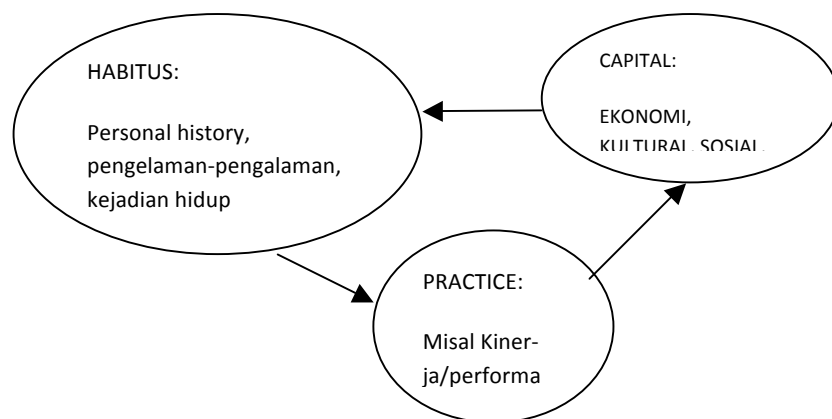 HABITUS:
Personal history,
pengelaman-pengalaman,
kejadian hidup
CAPITAL:
EKONOMI,
KULTURAL, SOSIAL,
PRACTICE:
Misal Kiner-
ja/performa